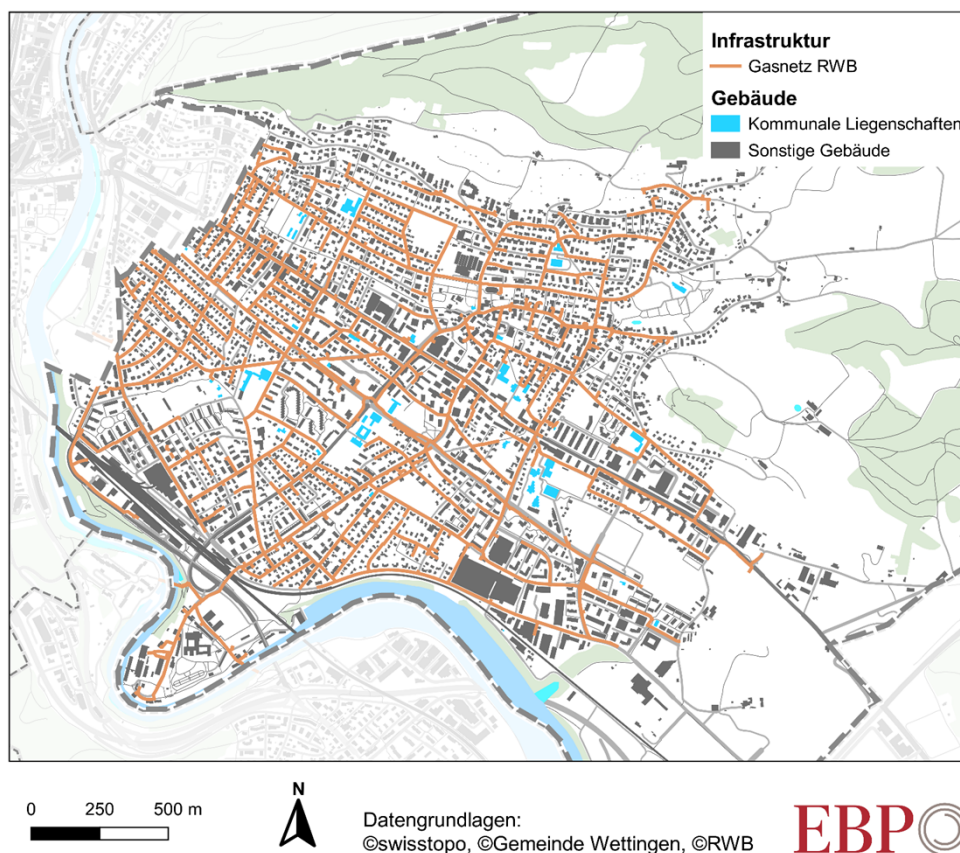 Infrastruktur
Gasnetz RWB
Gebäude
Kommunale Liegenschaften
Sonstige Gebäude
0 250 500 m
N
Datengrundlagen:
©swisstopo, ©Gemeinde Wettingen, ©RWB
EBP